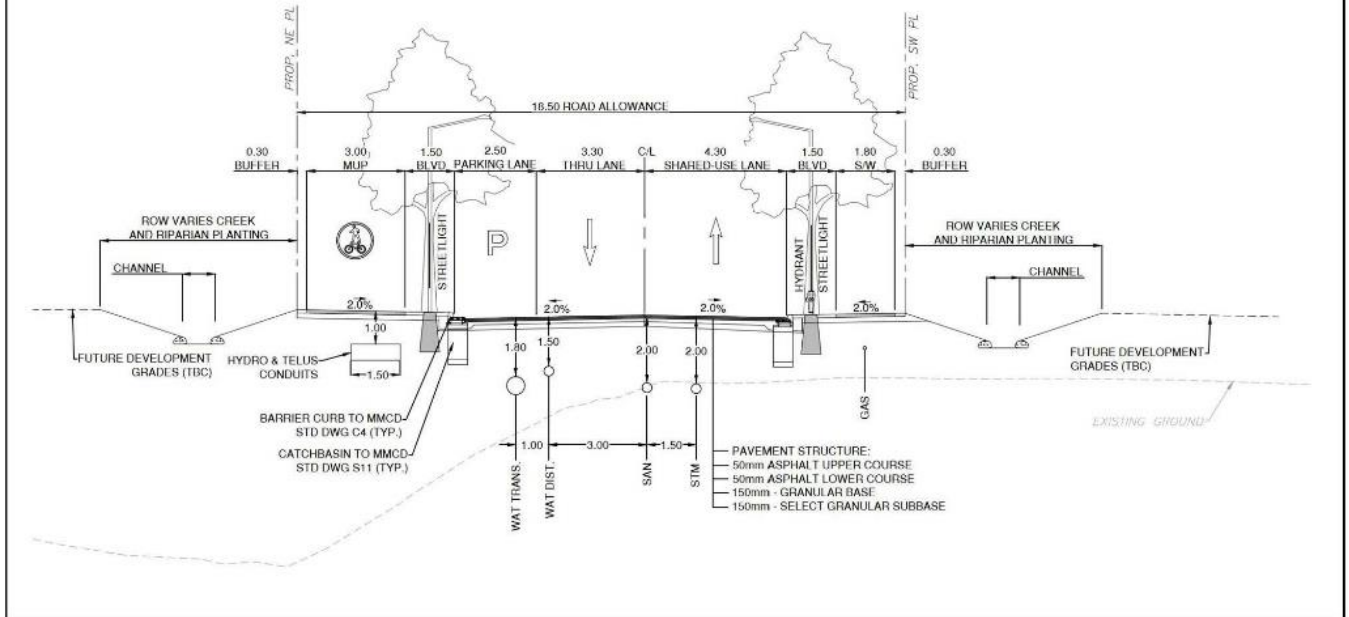 PROP. NE PL
PROP. SW PL
18.50 ROAD ALLOWANCE
0.30
BUFFER
3.00
MUP
1.50
BLVD
2.50
PARKING LANE
3.30
THRU LANE
C/L
4.30
SHARED-USE LANE
1.50
BLVD
1.80
S/W
0.30
BUFFER
ROW VARIES CREEK
AND RIPARIAN PLANTING
CHANNEL
STREETLIGHT
P
HYDRANT
STREETLIGHT
ROW VARIES CREEK
AND RIPARIAN PLANTING
CHANNEL
2.0%
2.0%
2.0%
2.0%
1.00
1.80
1.50
2.00
2.00
FUTURE DEVELOPMENT
GRADES (TBC)
HYDRO & TELUS
CONDUITS
1.50
FUTURE DEVELOPMENT
GRADES (TBC)
BARRIER CURB TO MMCD
STD DWG C4 (TYP.)
CATCHBASIN TO MMCD
STD DWG S11 (TYP.)
1.00
3.00
1.50
WAT TRANS.
WAT DIST.
SAN
STM
GAS
EXISTING GROUND
PAVEMENT STRUCTURE:
50mm ASPHALT UPPER COURSE
50mm ASPHALT LOWER COURSE
150mm - GRANULAR BASE
150mm - SELECT GRANULAR SUBBASE